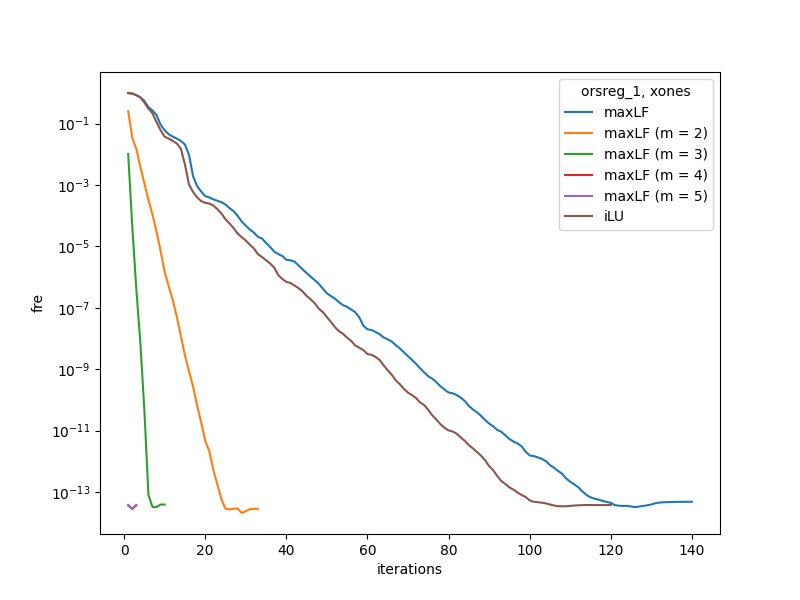 orsreg_1, xones
maxLF
maxLF (m = 2)
maxLF (m = 3)
maxLF (m = 4)
maxLF (m = 5)
iLU
fre
10⁻¹
10⁻³
10⁻⁵
10⁻⁷
10⁻⁹
10⁻¹¹
10⁻¹³
0 20 40 60 80 100 120 140
iterations